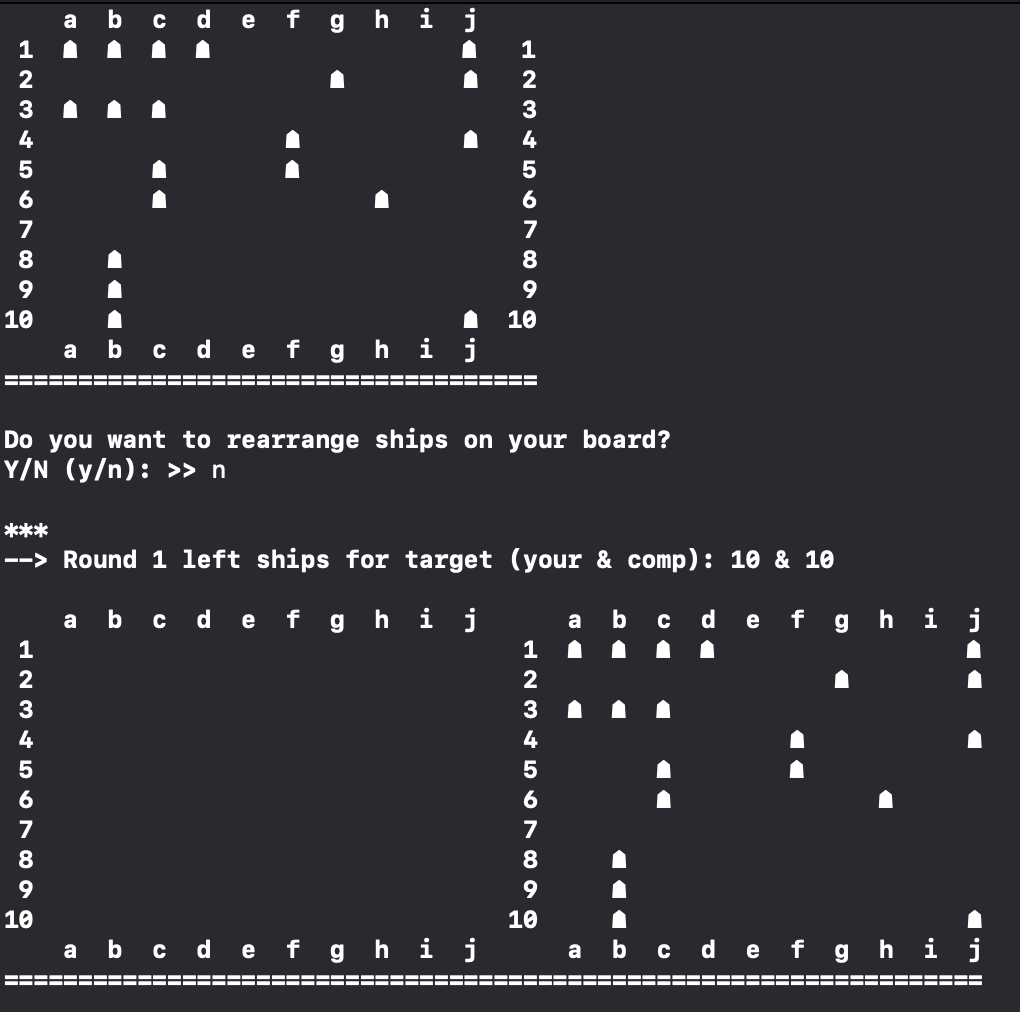 a b c d e f g h i j
1 ☗ ☗ ☗ ☗ ☗ 1
2 ☗ ☗ 2
3 ☗ ☗ ☗ 3
4 ☗ ☗ 4
5 ☗ ☗ 5
6 ☗ ☗ 6
7 7
8 ☗ 8
9 ☗ 9
10 ☗ ☗ 10
a b c d e f g h i j
=====================================
Do you want to rearrange ships on your board?
Y/N (y/n): >> n
***
--> Round 1 left ships for target (your & comp): 10 & 10
a b c d e f g h i j a b c d e f g h i j
1 1 ☗ ☗ ☗ ☗ ☗
2 2 ☗ ☗
3 3 ☗ ☗ ☗
4 4 ☗ ☗
5 5 ☗ ☗
6 6 ☗ ☗
7 7
8 8 ☗
9 9 ☗
10 10 ☗ ☗
a b c d e f g h i j a b c d e f g h i j
===================================================================